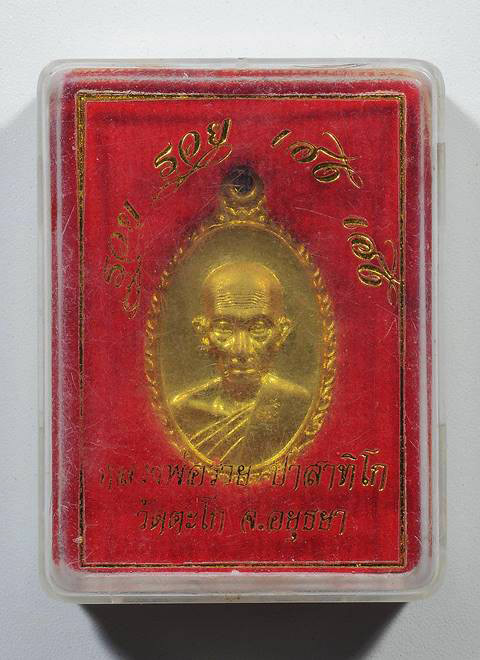 รวย รวย เฮง เฮง
หลวงพ่อรวย ปาสาทิโก
วัดตะโก จ.อยุธยา